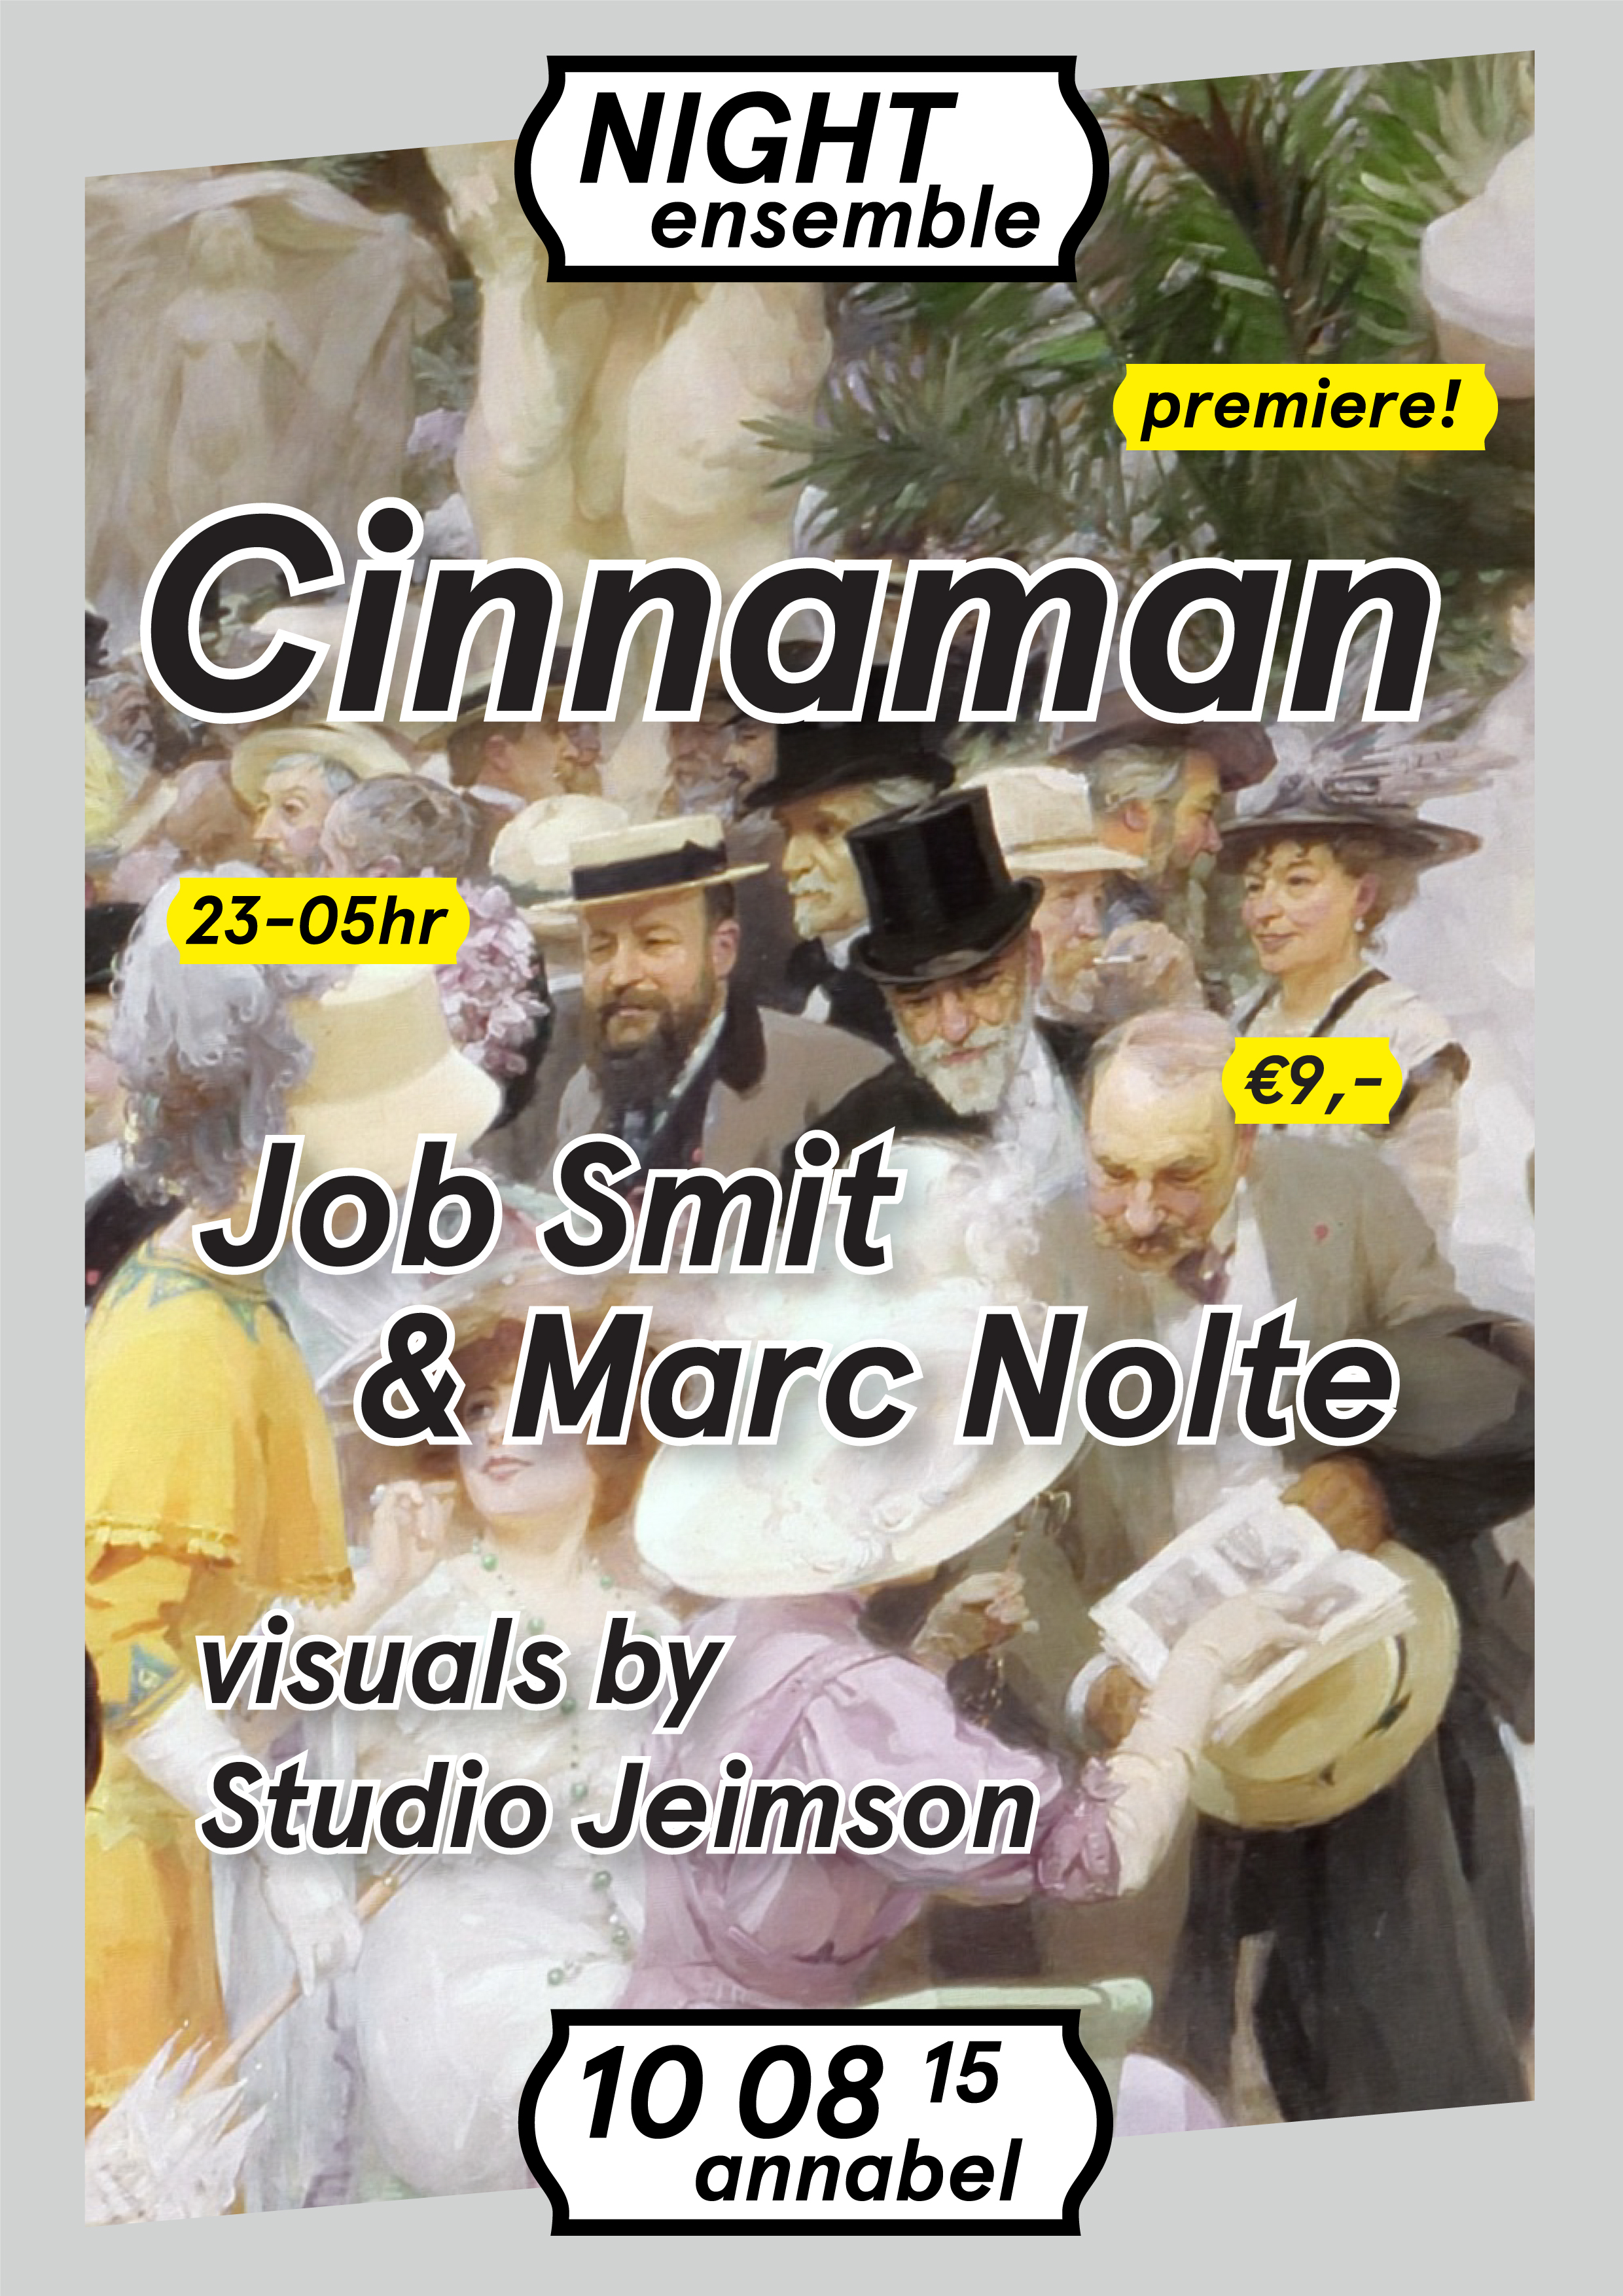 NIGHT
ensemble
premiere!
Cinnaman
23-05hr
€9,-
Job Smit
& Marc Nolte
visuals by
Studio Jeimson
10 08 15
annabel